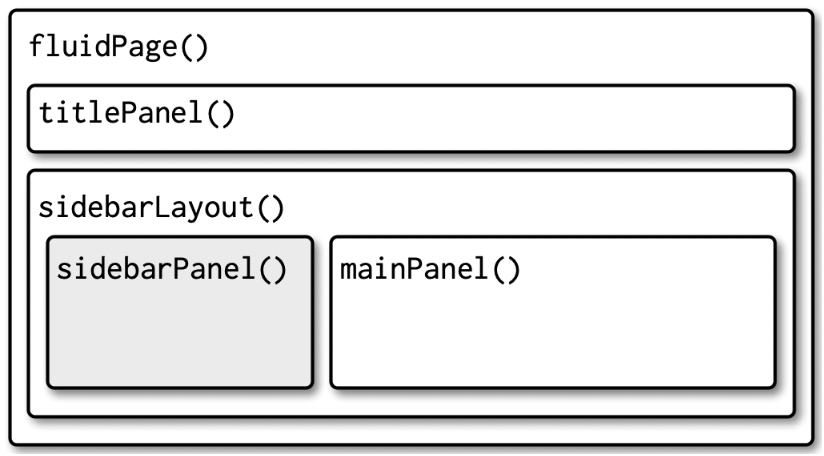 fluidPage()
titlePanel()
sidebarLayout()
sidebarPanel()
mainPanel()